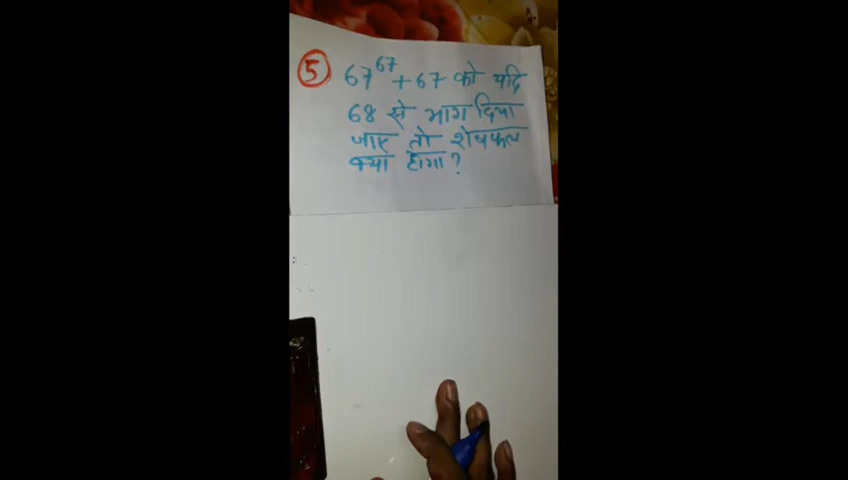 5 67^67 + 67 को यदि
68 से भाग दिया
जाए तो शेषफल
क्या होगा?